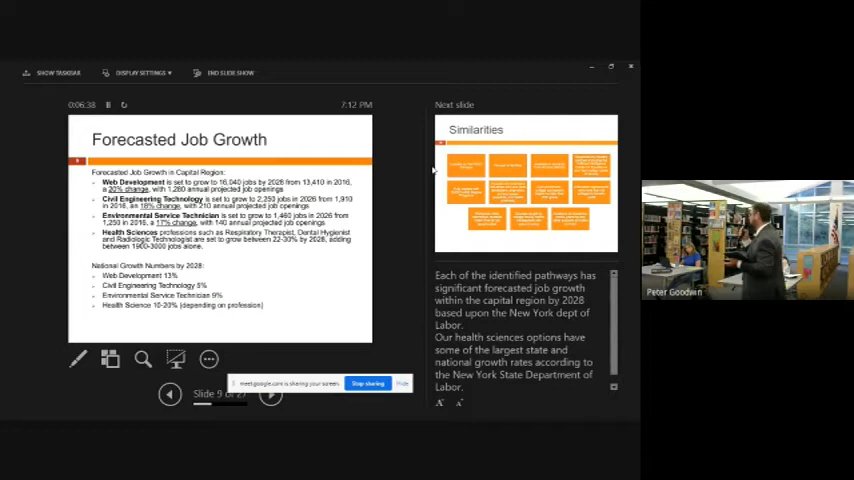 SHOW TASKBAR
DISPLAY SETTINGS ▾
END SLIDE SHOW
0:06:38
7:12 PM
Forecasted Job Growth
9
Forecasted Job Growth in Capital Region:
Web Development is set to grow to 16,040 jobs by 2028 from 13,410 in 2016,
a 20% change, with 1,280 annual projected job openings
Civil Engineering Technology is set to grow to 2,250 jobs in 2026 from 1,910
in 2016, an 18% change, with 210 annual projected job openings
Environmental Service Technician is set to grow to 1,460 jobs in 2026 from
1,250 in 2016, a 17% change, with 140 annual projected job openings
Health Sciences professions such as Respiratory Therapist, Dental Hygienist
and Radiologic Technologist are set to grow between 22-30% by 2028, adding
between 1900-3000 jobs alone.
National Growth Numbers by 2028:
Web Development 13%
Civil Engineering Technology 5%
Environmental Service Technician 9%
Health Science 10-20% (depending on profession)
meet.google.com is sharing your screen.
Stop sharing
Hide
Slide 9 of 27
Next slide
Similarities
Each of the identified pathways has
significant forecasted job growth
within the capital region by 2028
based upon the New York dept of
Labor.
Our health sciences options have
some of the largest state and
national growth rates according to
the New York State Department of
Labor.
A A
Peter Goodwin